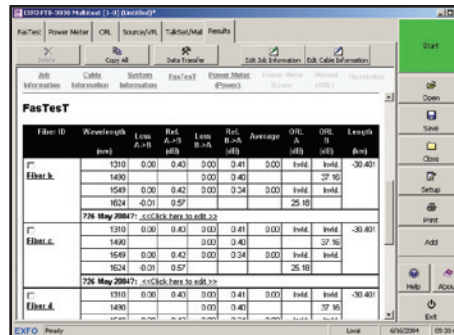 EXFO FTB-3930 Multitest [1-0] (Untitled)*
FasTest Power Meter ORL Source/VFL TalkSet/Mail Results
Delete Copy All Data Transfer Edit Job Information Edit Cable Information
Job Information Cable Information System Information FasTesT Power Meter (Power) Power Meter (Loss) Manual (ORL) Thresholds
FasTesT
Fiber ID Wavelength (nm) Loss A->B Ref. A->B (dB) Loss B->A Ref. B->A (dB) Average ORL A (dB) ORL B (dB) Length (km)
1310 0.00 0.40 0.00 0.41 0.00 Invld. Invld. -30.401
Fiber b. 1490 0.00 0.40 37.16
1549 0.00 0.42 0.00 0.34 0.00 Invld. Invld.
1624 -0.01 0.57 25.18
?26 May 2004?: <<Click here to edit.>>
1310 0.00 0.40 0.00 0.41 0.00 Invld. Invld. -30.401
Fiber c. 1490 0.00 0.40 37.16
1549 0.00 0.42 0.00 0.34 0.00 Invld. Invld.
1624 -0.01 0.57 25.18
?26 May 2004?: <<Click here to edit.>>
1310 0.00 0.40 0.00 0.41 0.00 Invld. Invld. -30.401
Fiber d. 1490 0.00 0.40 37.16
Start
Open
Save
Close
Setup
Print
Add
Help About
Exit
EXFO Ready Local 6/16/2004